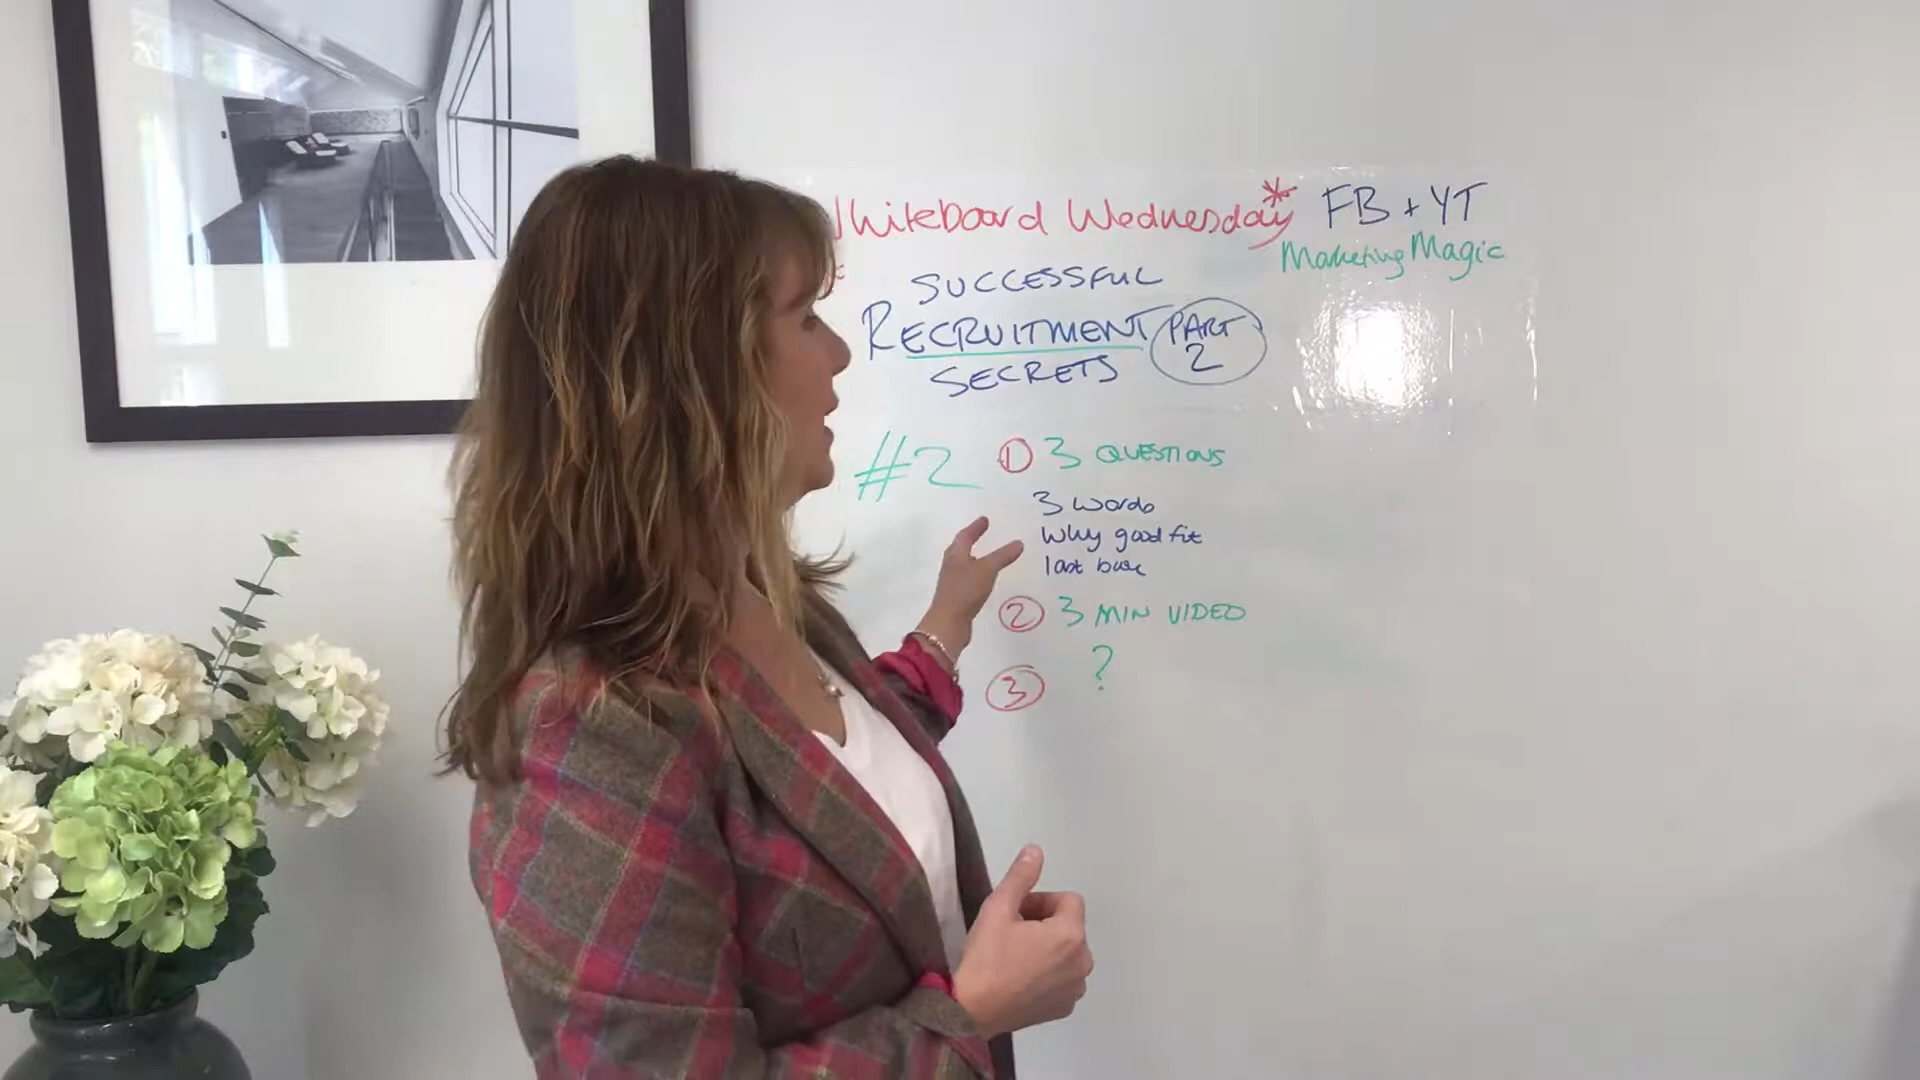 Whiteboard Wednesday* FB + YT
Marketing Magic
SUCCESSFUL
RECRUITMENT PART 2
SECRETS
#2 ① 3 QUESTIONS
3 words
Why good fit
last
② 3 MIN VIDEO
?
③